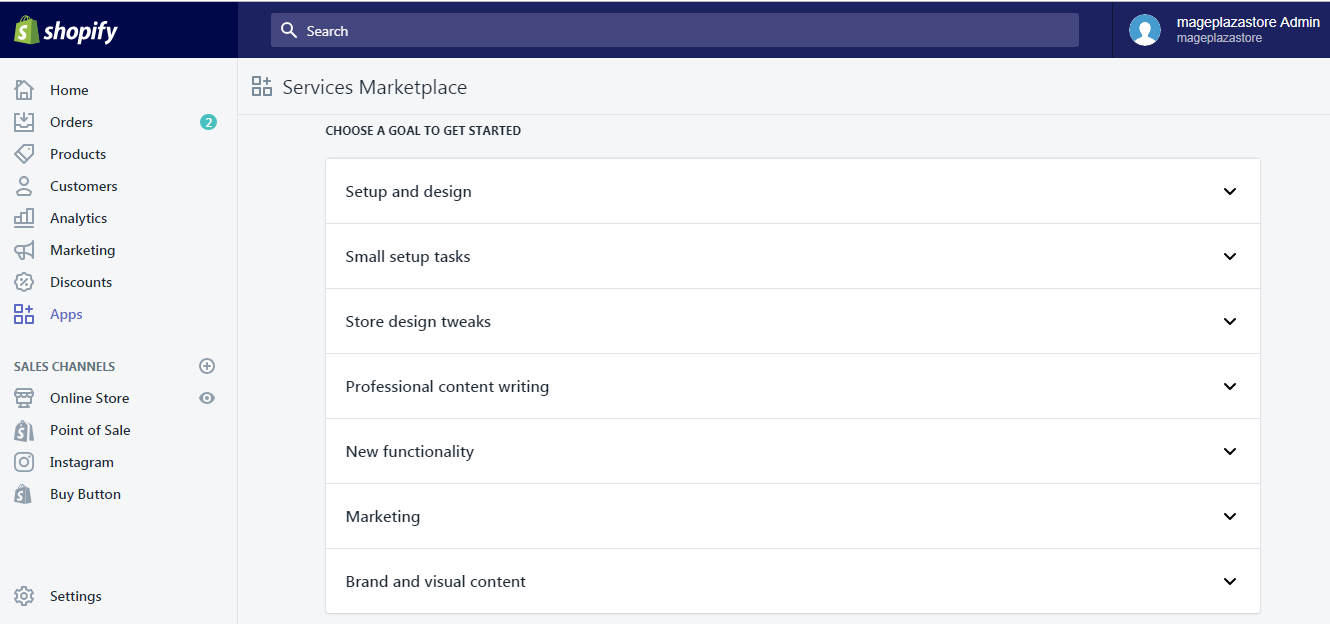 shopify
Search
mageplazastore Admin
mageplazastore
Home
Orders 2
Products
Customers
Analytics
Marketing
Discounts
Apps
SALES CHANNELS
Online Store
Point of Sale
Instagram
Buy Button
Settings
Services Marketplace
CHOOSE A GOAL TO GET STARTED
Setup and design
Small setup tasks
Store design tweaks
Professional content writing
New functionality
Marketing
Brand and visual content